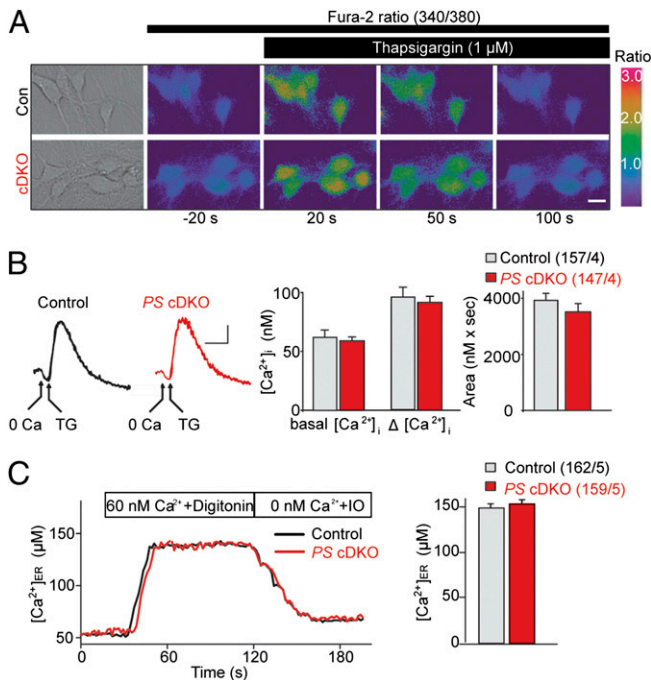 A
Fura-2 ratio (340/380)
Thapsigargin (1 µM)
Ratio
Con
3.0
2.0
1.0
cDKO
-20 s
20 s
50 s
100 s
B
Control
PS cDKO
0 Ca
TG
0 Ca
TG
[Ca²⁺]ᵢ (nM)
100
50
0
basal [Ca²⁺]ᵢ
Δ [Ca²⁺]ᵢ
Control (157/4)
PS cDKO (147/4)
Area (nM x sec)
4000
2000
0
C
60 nM Ca²⁺+Digitonin
0 nM Ca²⁺+IO
Control
PS cDKO
[Ca²⁺]ER (µM)
150
100
50
0
60
120
180
Time (s)
Control (162/5)
PS cDKO (159/5)
[Ca²⁺]ER (µM)
150
100
50
0